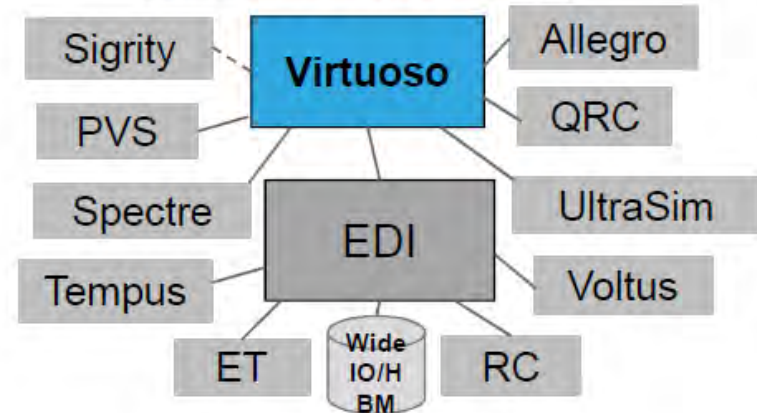 Sigrity
Virtuoso
Allegro
PVS
QRC
Spectre
UltraSim
EDI
Tempus
Voltus
ET
Wide
IO/H
BM
RC